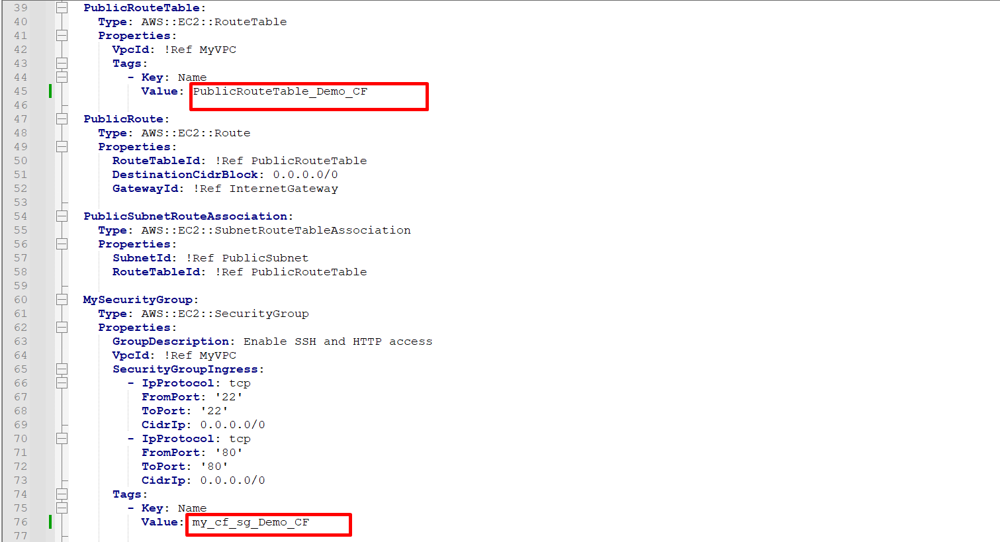 39 PublicRouteTable:
40 Type: AWS::EC2::RouteTable
41 Properties:
42 VpcId: !Ref MyVPC
43 Tags:
44 - Key: Name
45 Value: PublicRouteTable_Demo_CF
46
47 PublicRoute:
48 Type: AWS::EC2::Route
49 Properties:
50 RouteTableId: !Ref PublicRouteTable
51 DestinationCidrBlock: 0.0.0.0/0
52 GatewayId: !Ref InternetGateway
53
54 PublicSubnetRouteAssociation:
55 Type: AWS::EC2::SubnetRouteTableAssociation
56 Properties:
57 SubnetId: !Ref PublicSubnet
58 RouteTableId: !Ref PublicRouteTable
59
60 MySecurityGroup:
61 Type: AWS::EC2::SecurityGroup
62 Properties:
63 GroupDescription: Enable SSH and HTTP access
64 VpcId: !Ref MyVPC
65 SecurityGroupIngress:
66 - IpProtocol: tcp
67 FromPort: '22'
68 ToPort: '22'
69 CidrIp: 0.0.0.0/0
70 - IpProtocol: tcp
71 FromPort: '80'
72 ToPort: '80'
73 CidrIp: 0.0.0.0/0
74 Tags:
75 - Key: Name
76 Value: my_cf_sg_Demo_CF
77